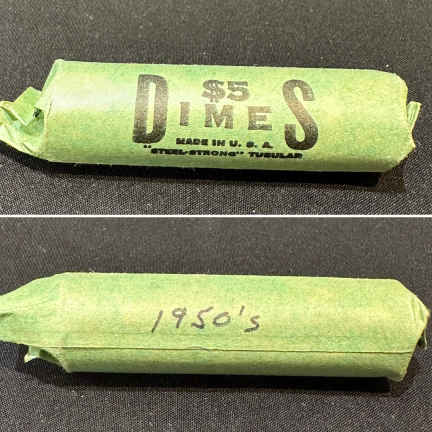 $5
DIMES
MADE IN U. S. A.
"STEEL-STRONG" TUBULAR
1950's